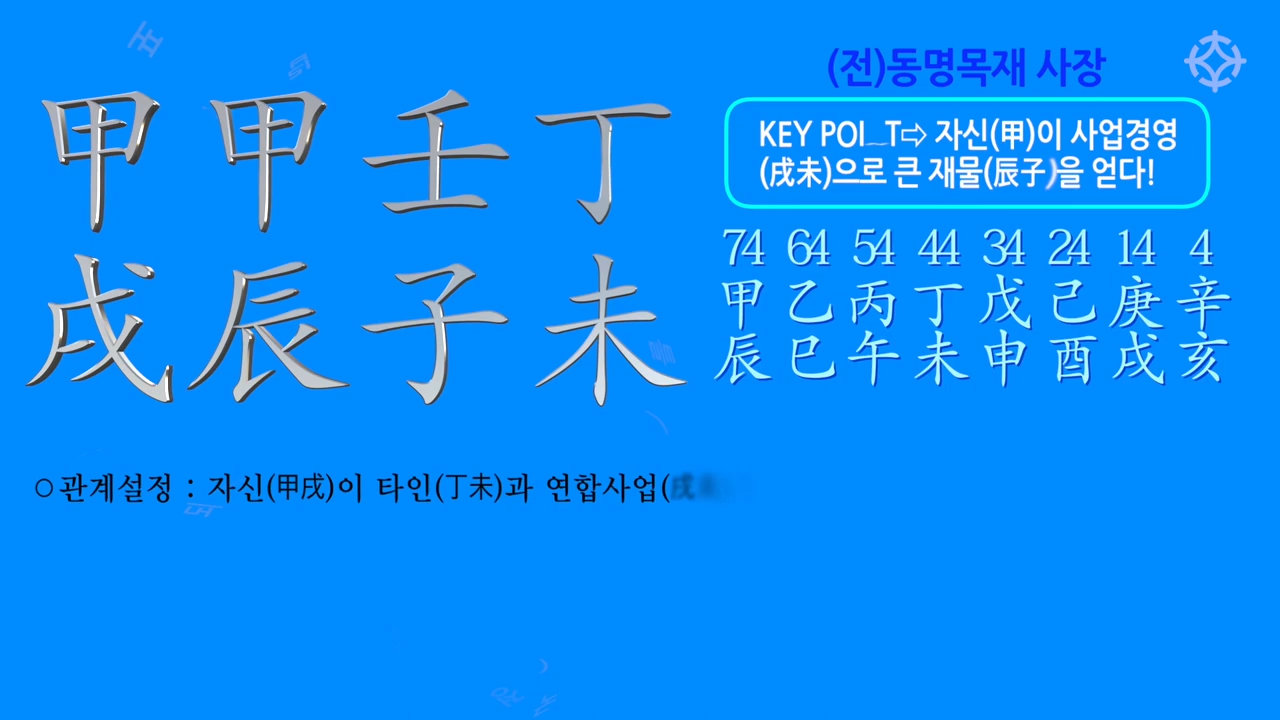 甲 甲 壬 丁
戌 辰 子 未
(전)동명목재 사장
KEY POI_T⇨ 자신(甲)이 사업경영
(戌未)으로 큰 재물(辰子)을 얻다!
74 64 54 44 34 24 14 4
甲 乙 丙 丁 戊 己 庚 辛
辰 巳 午 未 申 酉 戌 亥
○관계설정 : 자신(甲戌)이 타인(丁未)과 연합사업(